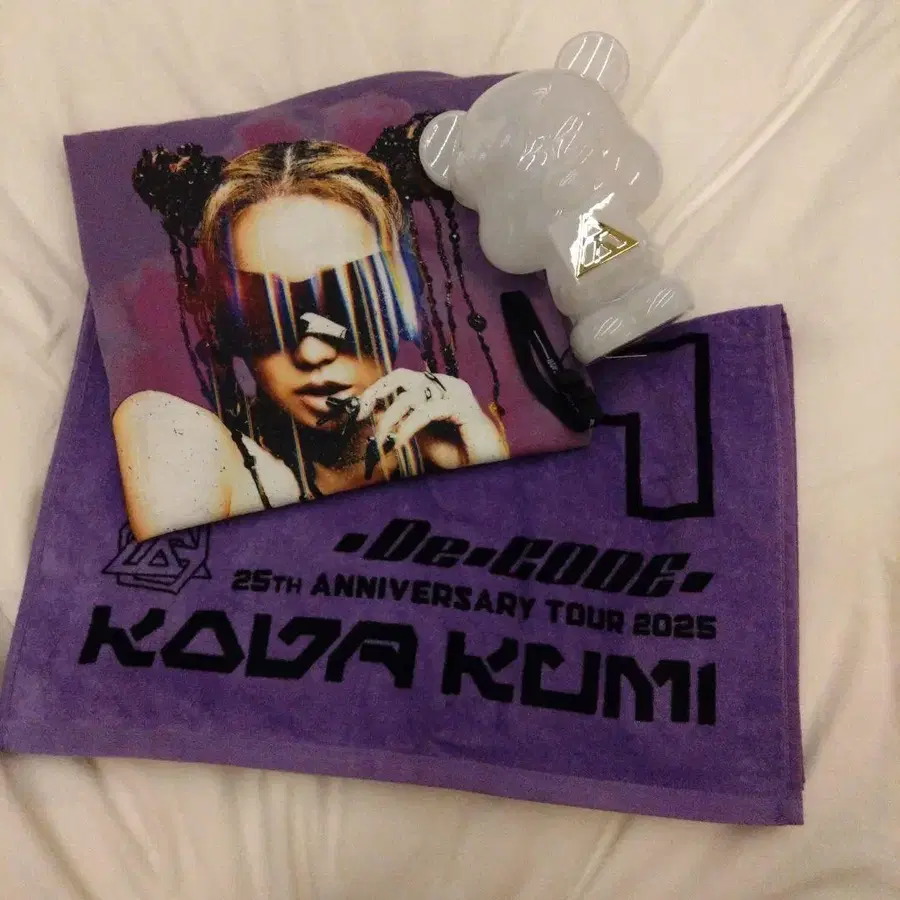 •De•CODE•
25TH ANNIVERSARY TOUR 2025
KODA KUMI